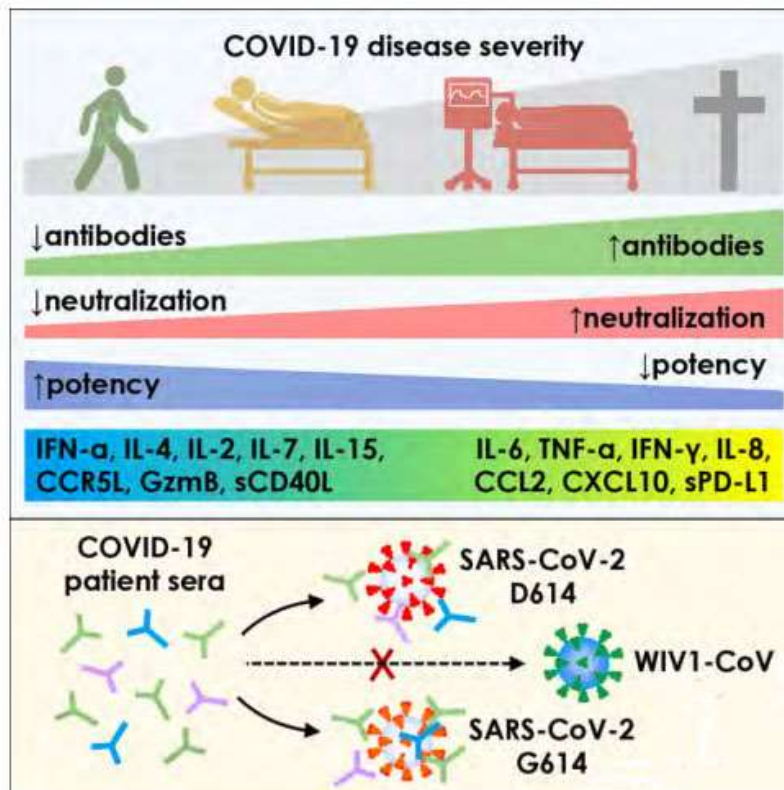 COVID-19 disease severity
↓antibodies
↑antibodies
↓neutralization
↑neutralization
↓potency
↑potency
IFN-α, IL-4, IL-2, IL-7, IL-15,
CCR5L, GzmB, sCD40L
IL-6, TNF-α, IFN-γ, IL-8,
CCL2, CXCL10, sPD-L1
COVID-19
patient sera
SARS-CoV-2
D614
WIV1-CoV
SARS-CoV-2
G614